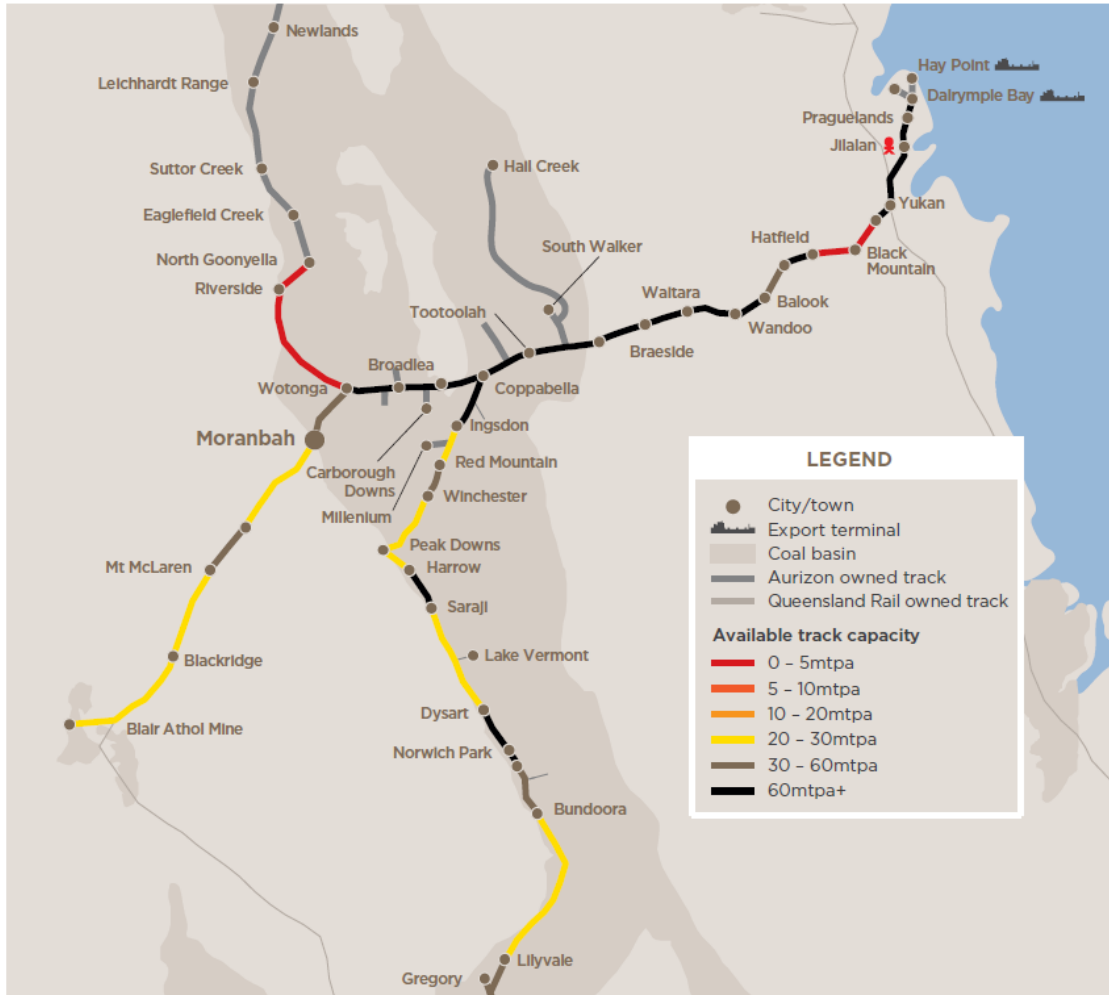 Newlands
Leichhardt Range
Suttor Creek
Eaglefield Creek
North Goonyella
Riverside
Wotonga
Moranbah
Mt McLaren
Blackridge
Blair Athol Mine
Hail Creek
South Walker
Tootoolah
Broadlea
Coppabella
Carborough
Downs
Millenium
Ingsdon
Red Mountain
Winchester
Peak Downs
Harrow
Saraji
Lake Vermont
Dysart
Norwich Park
Bundoora
Lilyvale
Gregory
Hay Point
Dalrymple Bay
Praguelands
Jilalan
Yukan
Hatfield
Black
Mountain
Balook
Wandoo
Waitara
Braeside
LEGEND
City/town
Export terminal
Coal basin
Aurizon owned track
Queensland Rail owned track
Available track capacity
0 – 5mtpa
5 – 10mtpa
10 – 20mtpa
20 – 30mtpa
30 – 60mtpa
60mtpa+